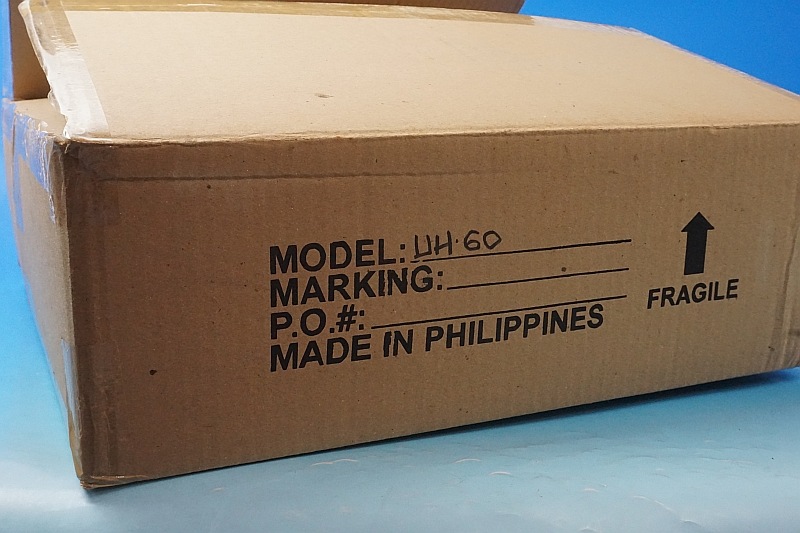 MODEL: UH-60
MARKING:
P.O.#:
MADE IN PHILIPPINES
FRAGILE